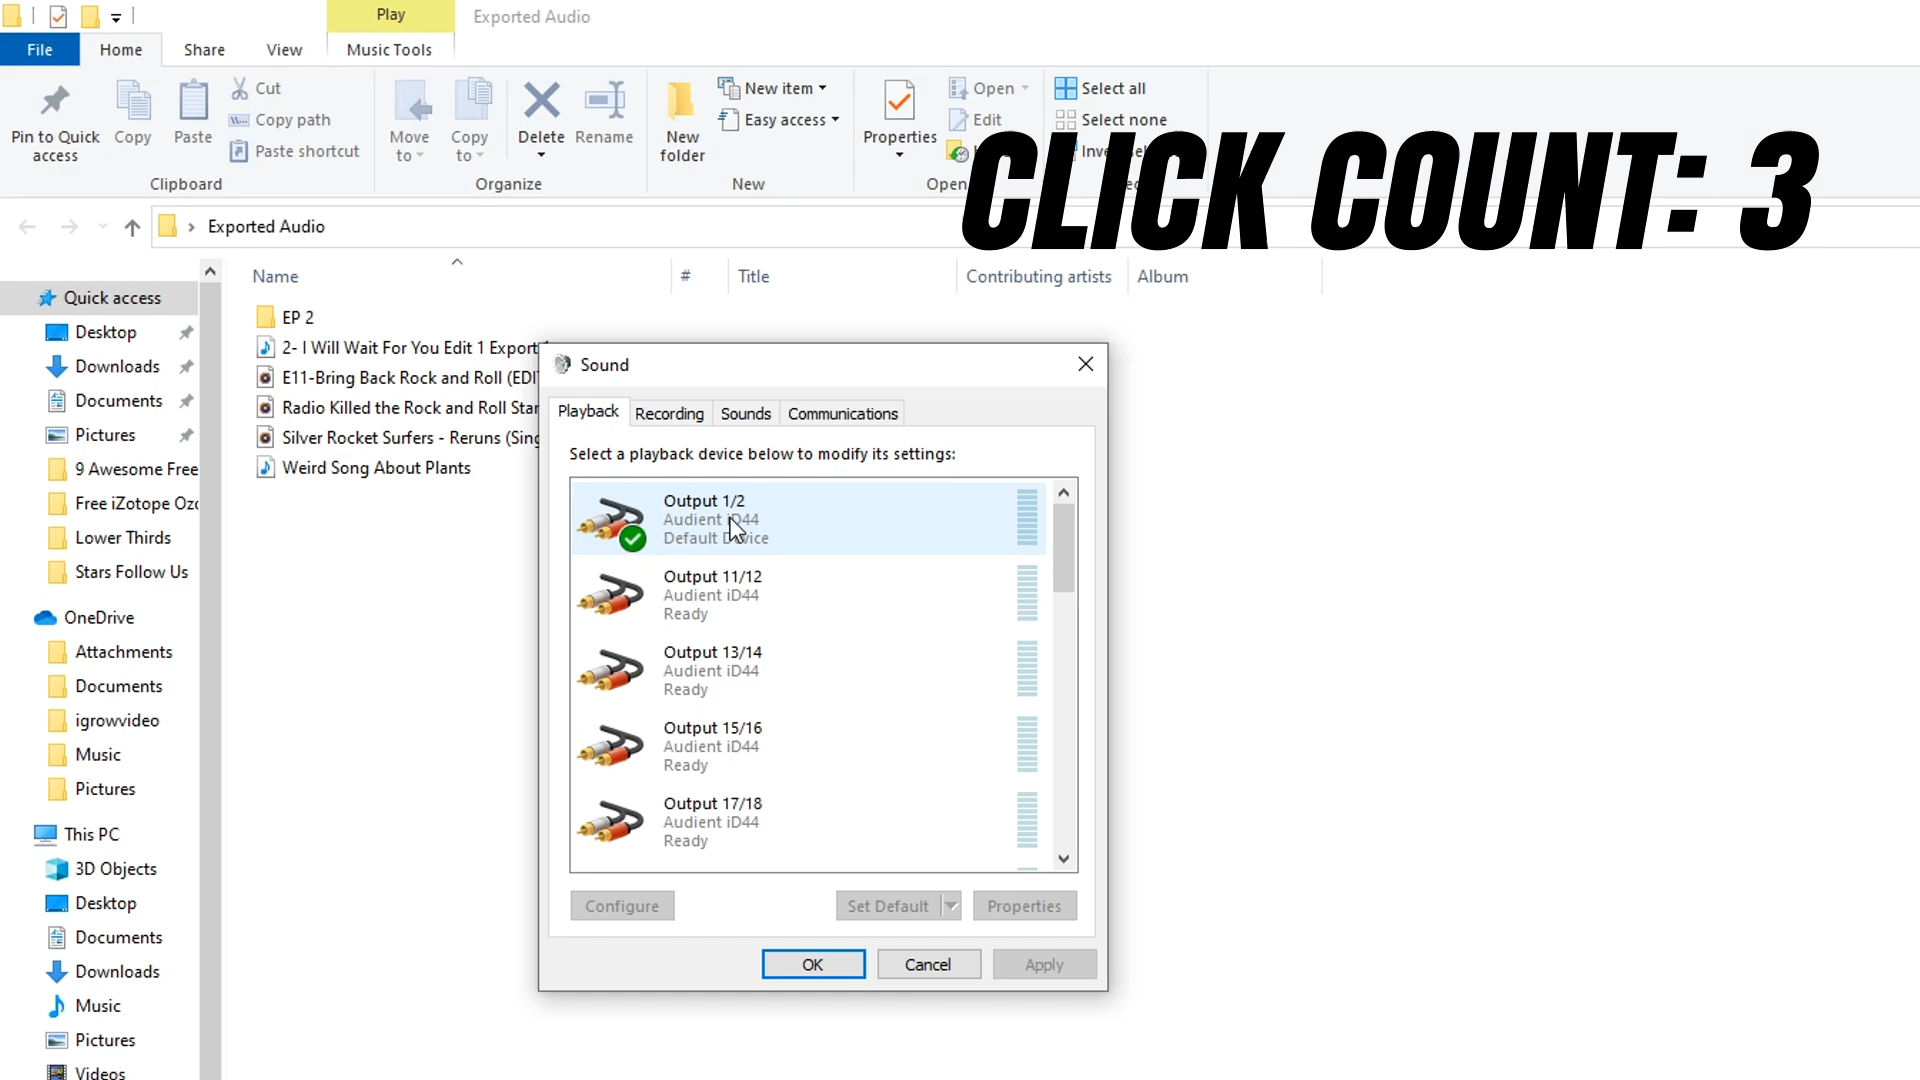 Play
Exported Audio
File
Home
Share
View
Music Tools
Pin to Quick
access
Copy
Paste
Cut
Copy path
Paste shortcut
Clipboard
Move
to
Copy
to
Delete
Rename
Organize
New
folder
New item
Easy access
New
Properties
Open
Edit
Open
Select all
Select none
CLICK COUNT: 3
Exported Audio
Name
#
Title
Contributing artists
Album
Quick access
Desktop
Downloads
Documents
Pictures
9 Awesome Free
Free iZotope Ozo
Lower Thirds
Stars Follow Us
OneDrive
Attachments
Documents
igrowvideo
Music
Pictures
This PC
3D Objects
Desktop
Documents
Downloads
Music
Pictures
Videos
EP 2
2- I Will Wait For You Edit 1 Export
E11-Bring Back Rock and Roll (EDIT
Radio Killed the Rock and Roll Star
Silver Rocket Surfers - Reruns (Sing
Weird Song About Plants
Sound
Playback
Recording
Sounds
Communications
Select a playback device below to modify its settings:
Output 1/2
Audient iD44
Default Device
Output 11/12
Audient iD44
Ready
Output 13/14
Audient iD44
Ready
Output 15/16
Audient iD44
Ready
Output 17/18
Audient iD44
Ready
Configure
Set Default
Properties
OK
Cancel
Apply